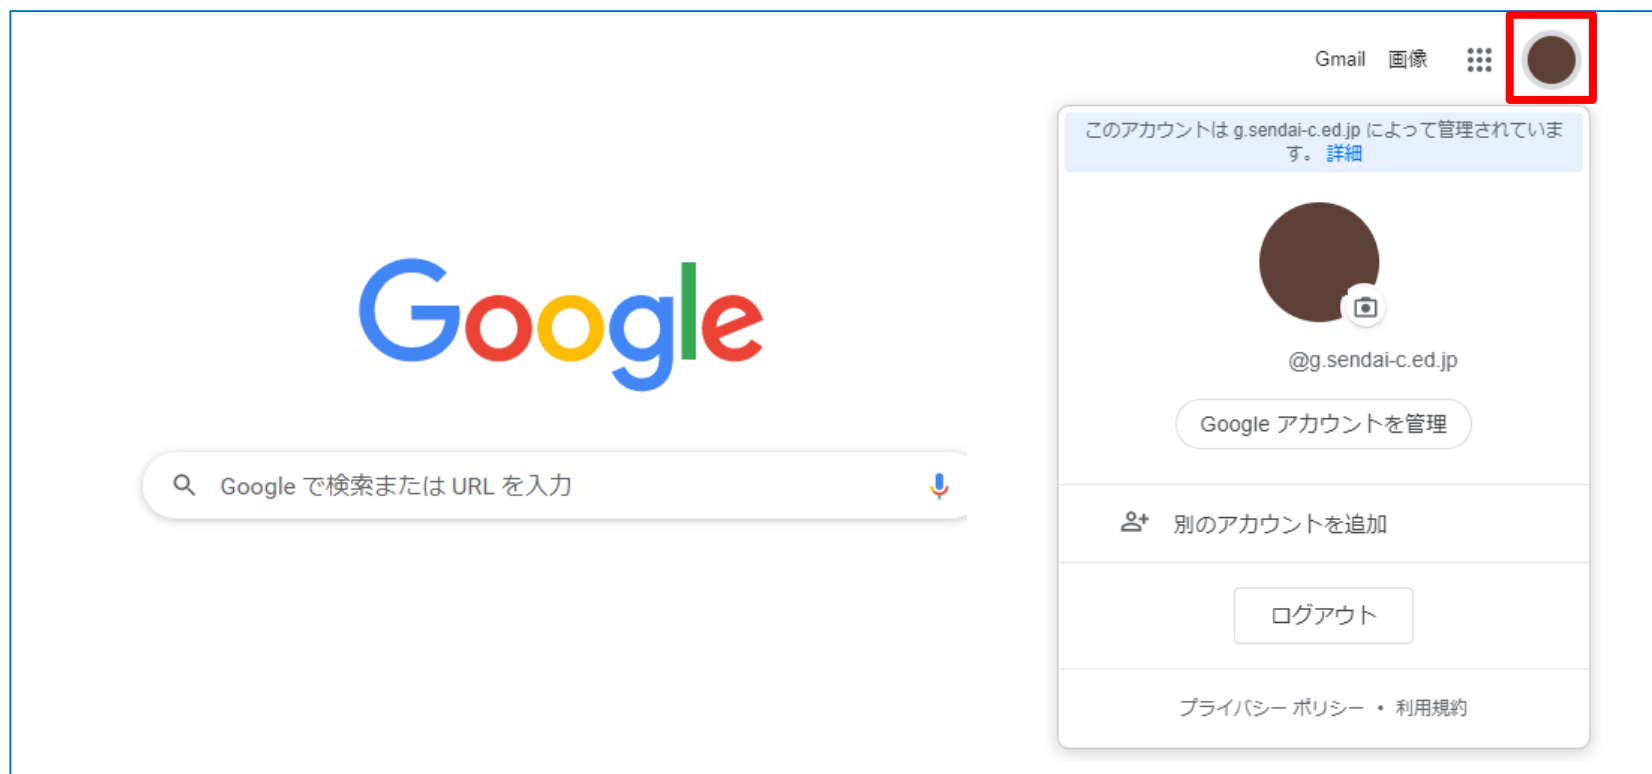 Gmail 画像
このアカウントは g.sendai-c.ed.jp によって管理されていま
す。 詳細
Google
@g.sendai-c.ed.jp
Google アカウントを管理
Google で検索または URL を入力
別のアカウントを追加
ログアウト
プライバシー ポリシー • 利用規約